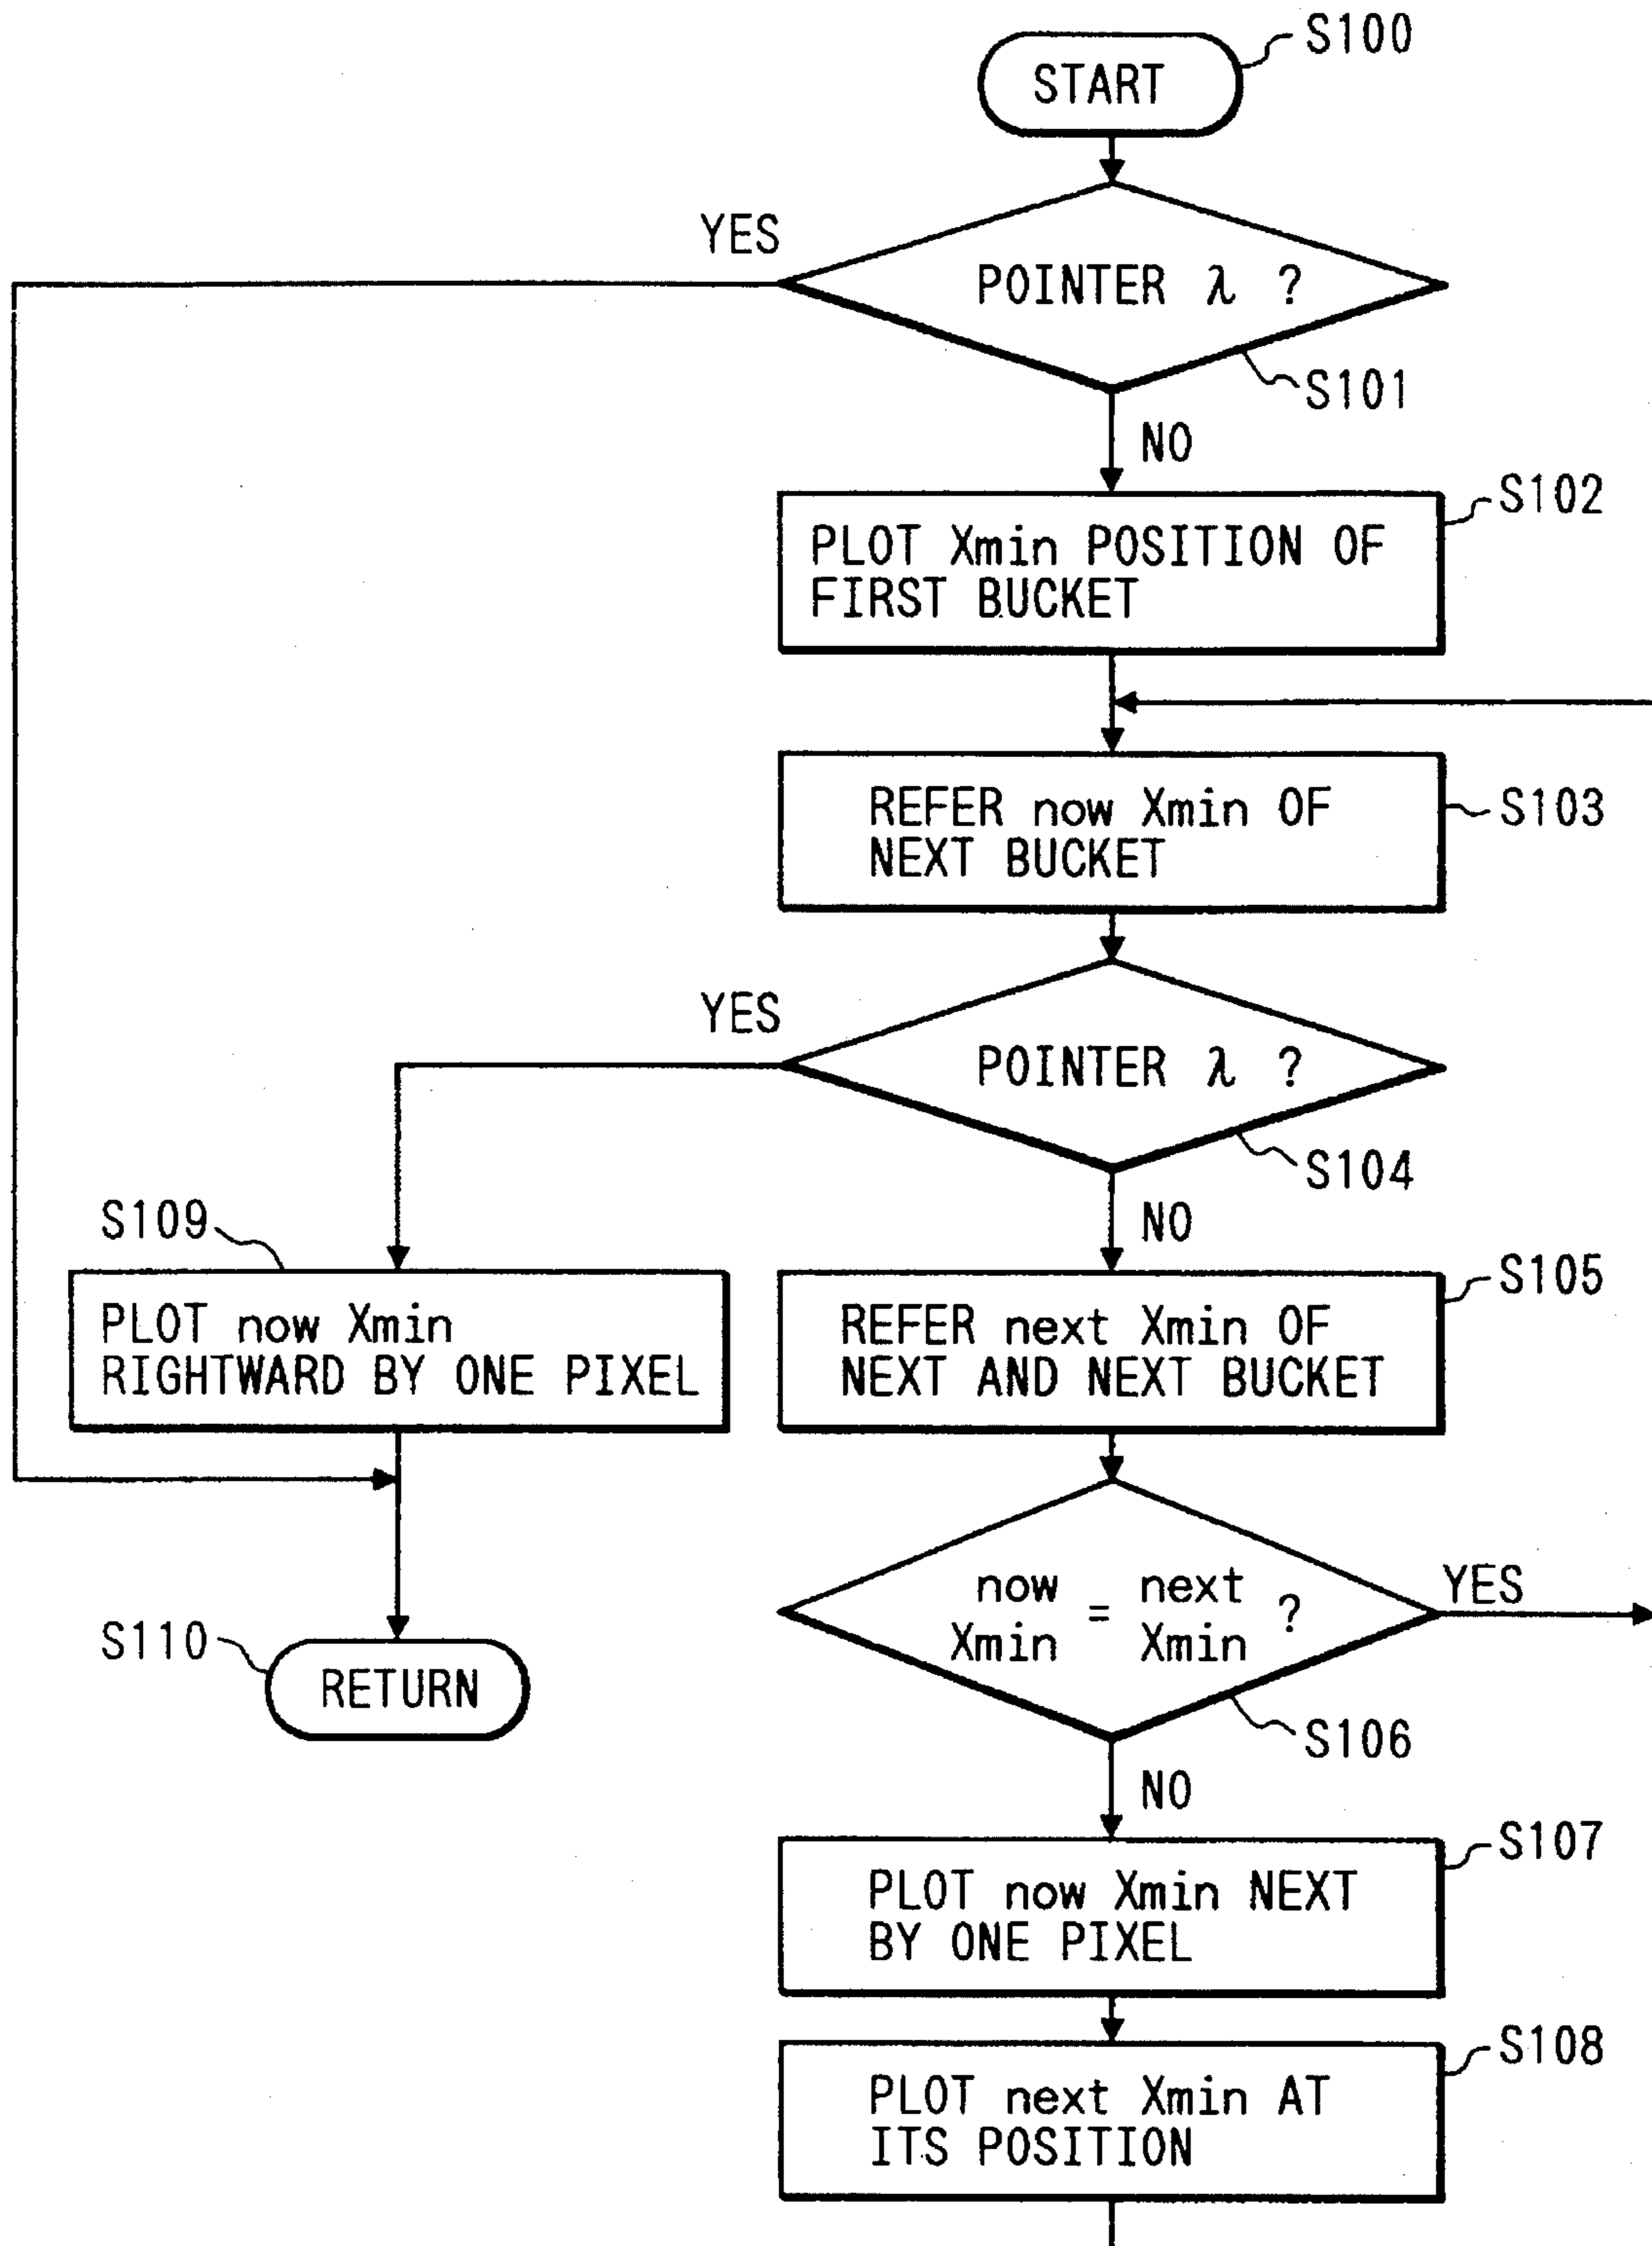 S100
START
YES
POINTER λ ?
S101
NO
S102
PLOT Xmin POSITION OF
FIRST BUCKET
REFER now Xmin OF
NEXT BUCKET
S103
YES
POINTER λ ?
S104
NO
S109
PLOT now Xmin
RIGHTWARD BY ONE PIXEL
S105
REFER next Xmin OF
NEXT AND NEXT BUCKET
now next
Xmin = Xmin ?
YES
S106
S110
RETURN
NO
S107
PLOT now Xmin NEXT
BY ONE PIXEL
S108
PLOT next Xmin AT
ITS POSITION